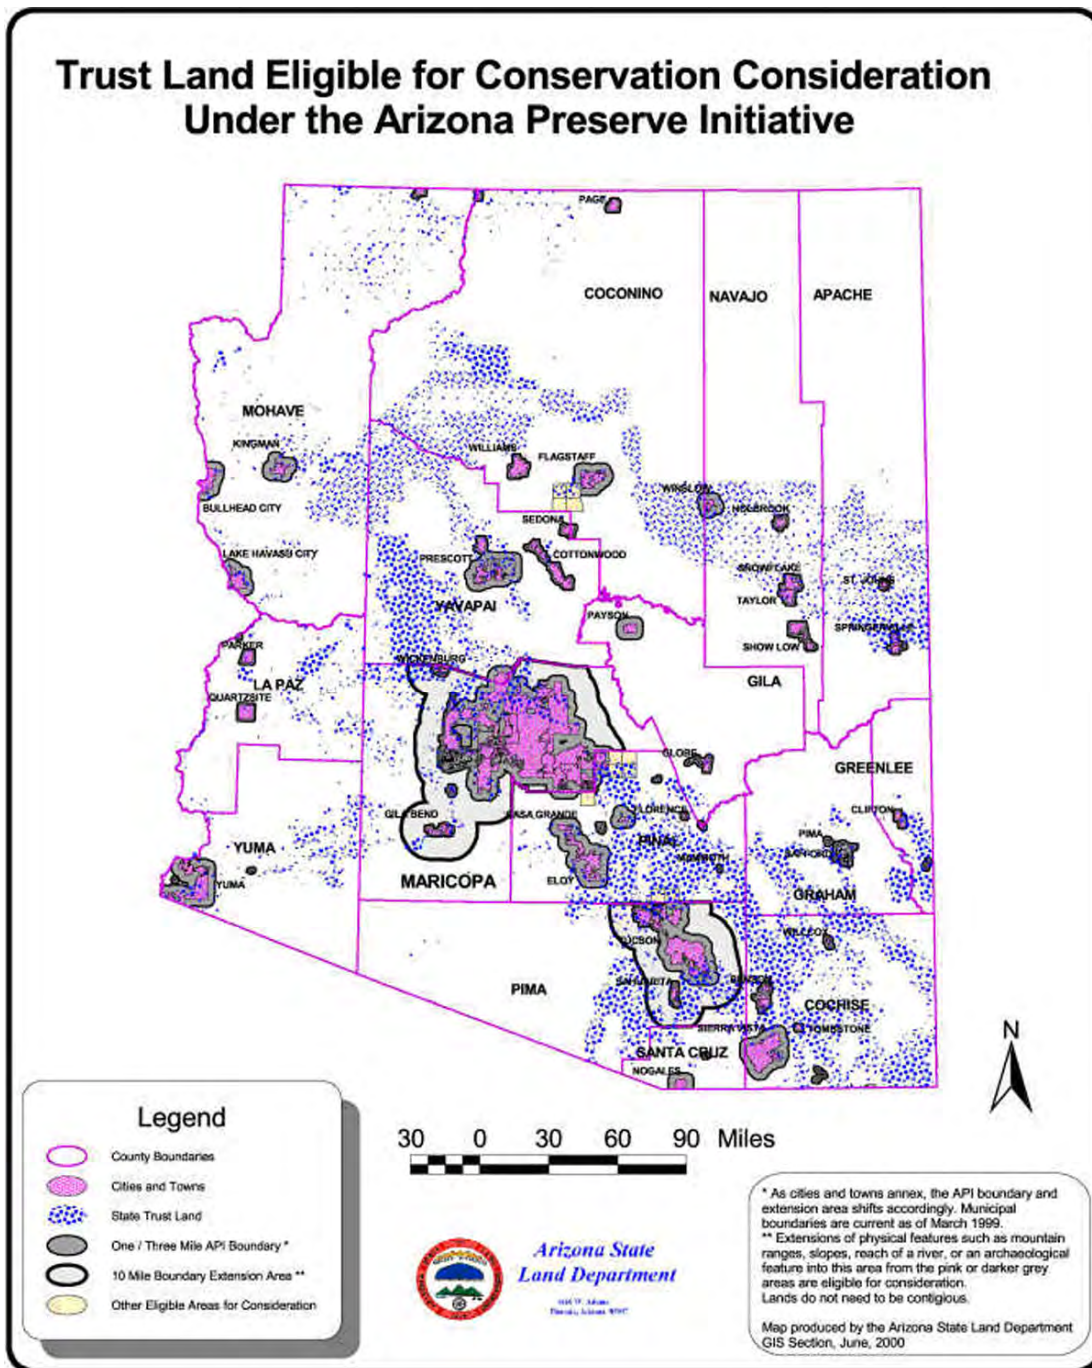 Trust Land Eligible for Conservation Consideration
Under the Arizona Preserve Initiative
PAGE
COCONINO
NAVAJO
APACHE
MOHAVE
KINGMAN
WILLIAMS
FLAGSTAFF
WINSLOW
HOLBROOK
BULLHEAD CITY
SEDONA
LAKE HAVASU CITY
PRESCOTT
COTTONWOOD
SNOWFLAKE
ST. JOHNS
TAYLOR
YAVAPAI
PAYSON
SPRINGERVILLE
SHOW LOW
PARKER
WICKENBURG
LA PAZ
GILA
QUARTZSITE
GLOBE
GREENLEE
GILA BEND
CASA GRANDE
FLORENCE
CLIFTON
YUMA
PINAL
PIMA
MAMMOTH
SAFFORD
YUMA
MARICOPA
ELOY
GRAHAM
TUCSON
WILLCOX
PIMA
SAHUARITA
BENSON
COCHISE
SIERRA VISTA
TOMBSTONE
SANTA CRUZ
NOGALES
N
Legend
County Boundaries
Cities and Towns
State Trust Land
One / Three Mile API Boundary *
10 Mile Boundary Extension Area **
Other Eligible Areas for Consideration
30 0 30 60 90 Miles
Arizona State
Land Department
* As cities and towns annex, the API boundary and
extension area shifts accordingly. Municipal
boundaries are current as of March 1999.
** Extensions of physical features such as mountain
ranges, slopes, reach of a river, or an archaeological
feature into this area from the pink or darker grey
areas are eligible for consideration.
Lands do not need to be contigious.
Map produced by the Arizona State Land Department
GIS Section, June, 2000